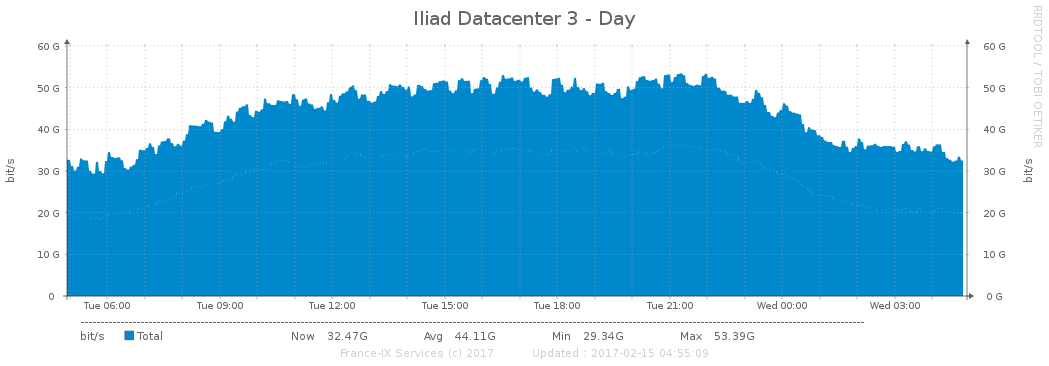 Iliad Datacenter 3 - Day
RRDTOOL / TOBI OETIKER
60 G 60 G
50 G 50 G
40 G 40 G
30 G 30 G
20 G 20 G
10 G 10 G
0 0 G
bit/s bit/s
Tue 06:00 Tue 09:00 Tue 12:00 Tue 15:00 Tue 18:00 Tue 21:00 Wed 00:00 Wed 03:00
bit/s Total Now 32.47G Avg 44.11G Min 29.34G Max 53.39G
France-IX Services (c) 2017 Updated : 2017-02-15 04:55:09